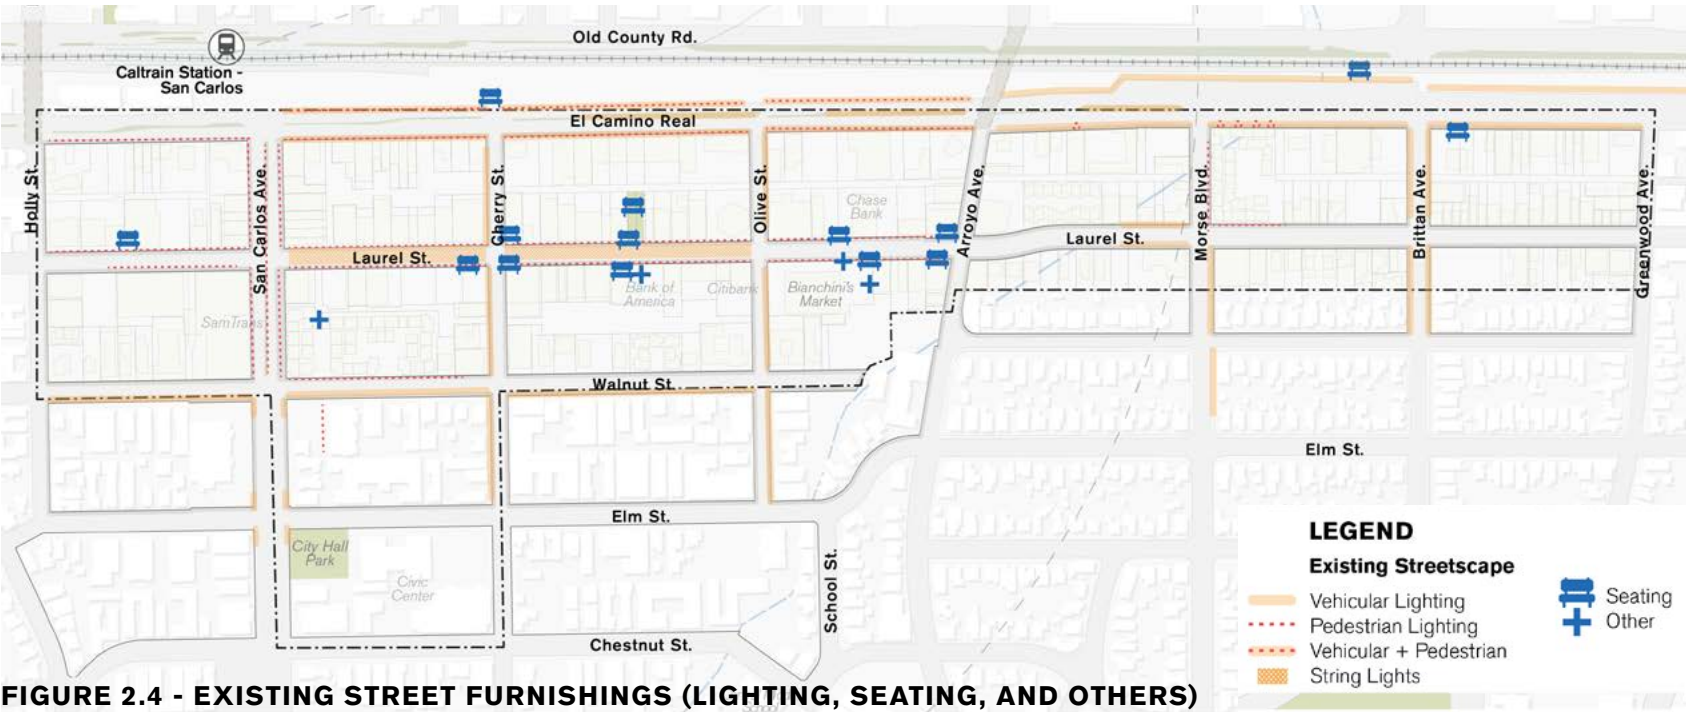 Old County Rd.
Caltrain Station -
San Carlos
El Camino Real
Holly St.
San Carlos Ave.
Cherry St.
Olive St.
Arroyo Ave.
Morse Blvd.
Brittan Ave.
Greenwood Ave.
Chase
Bank
Laurel St.
Laurel St.
Bank of
America
Citibank
Bianchini's
Market
SamTrans
Walnut St.
Elm St.
Elm St.
City Hall
Park
Civic
Center
School St.
Chestnut St.
LEGEND
Existing Streetscape
Vehicular Lighting
Pedestrian Lighting
Vehicular + Pedestrian
String Lights
Seating
Other
FIGURE 2.4 - EXISTING STREET FURNISHINGS (LIGHTING, SEATING, AND OTHERS)
School